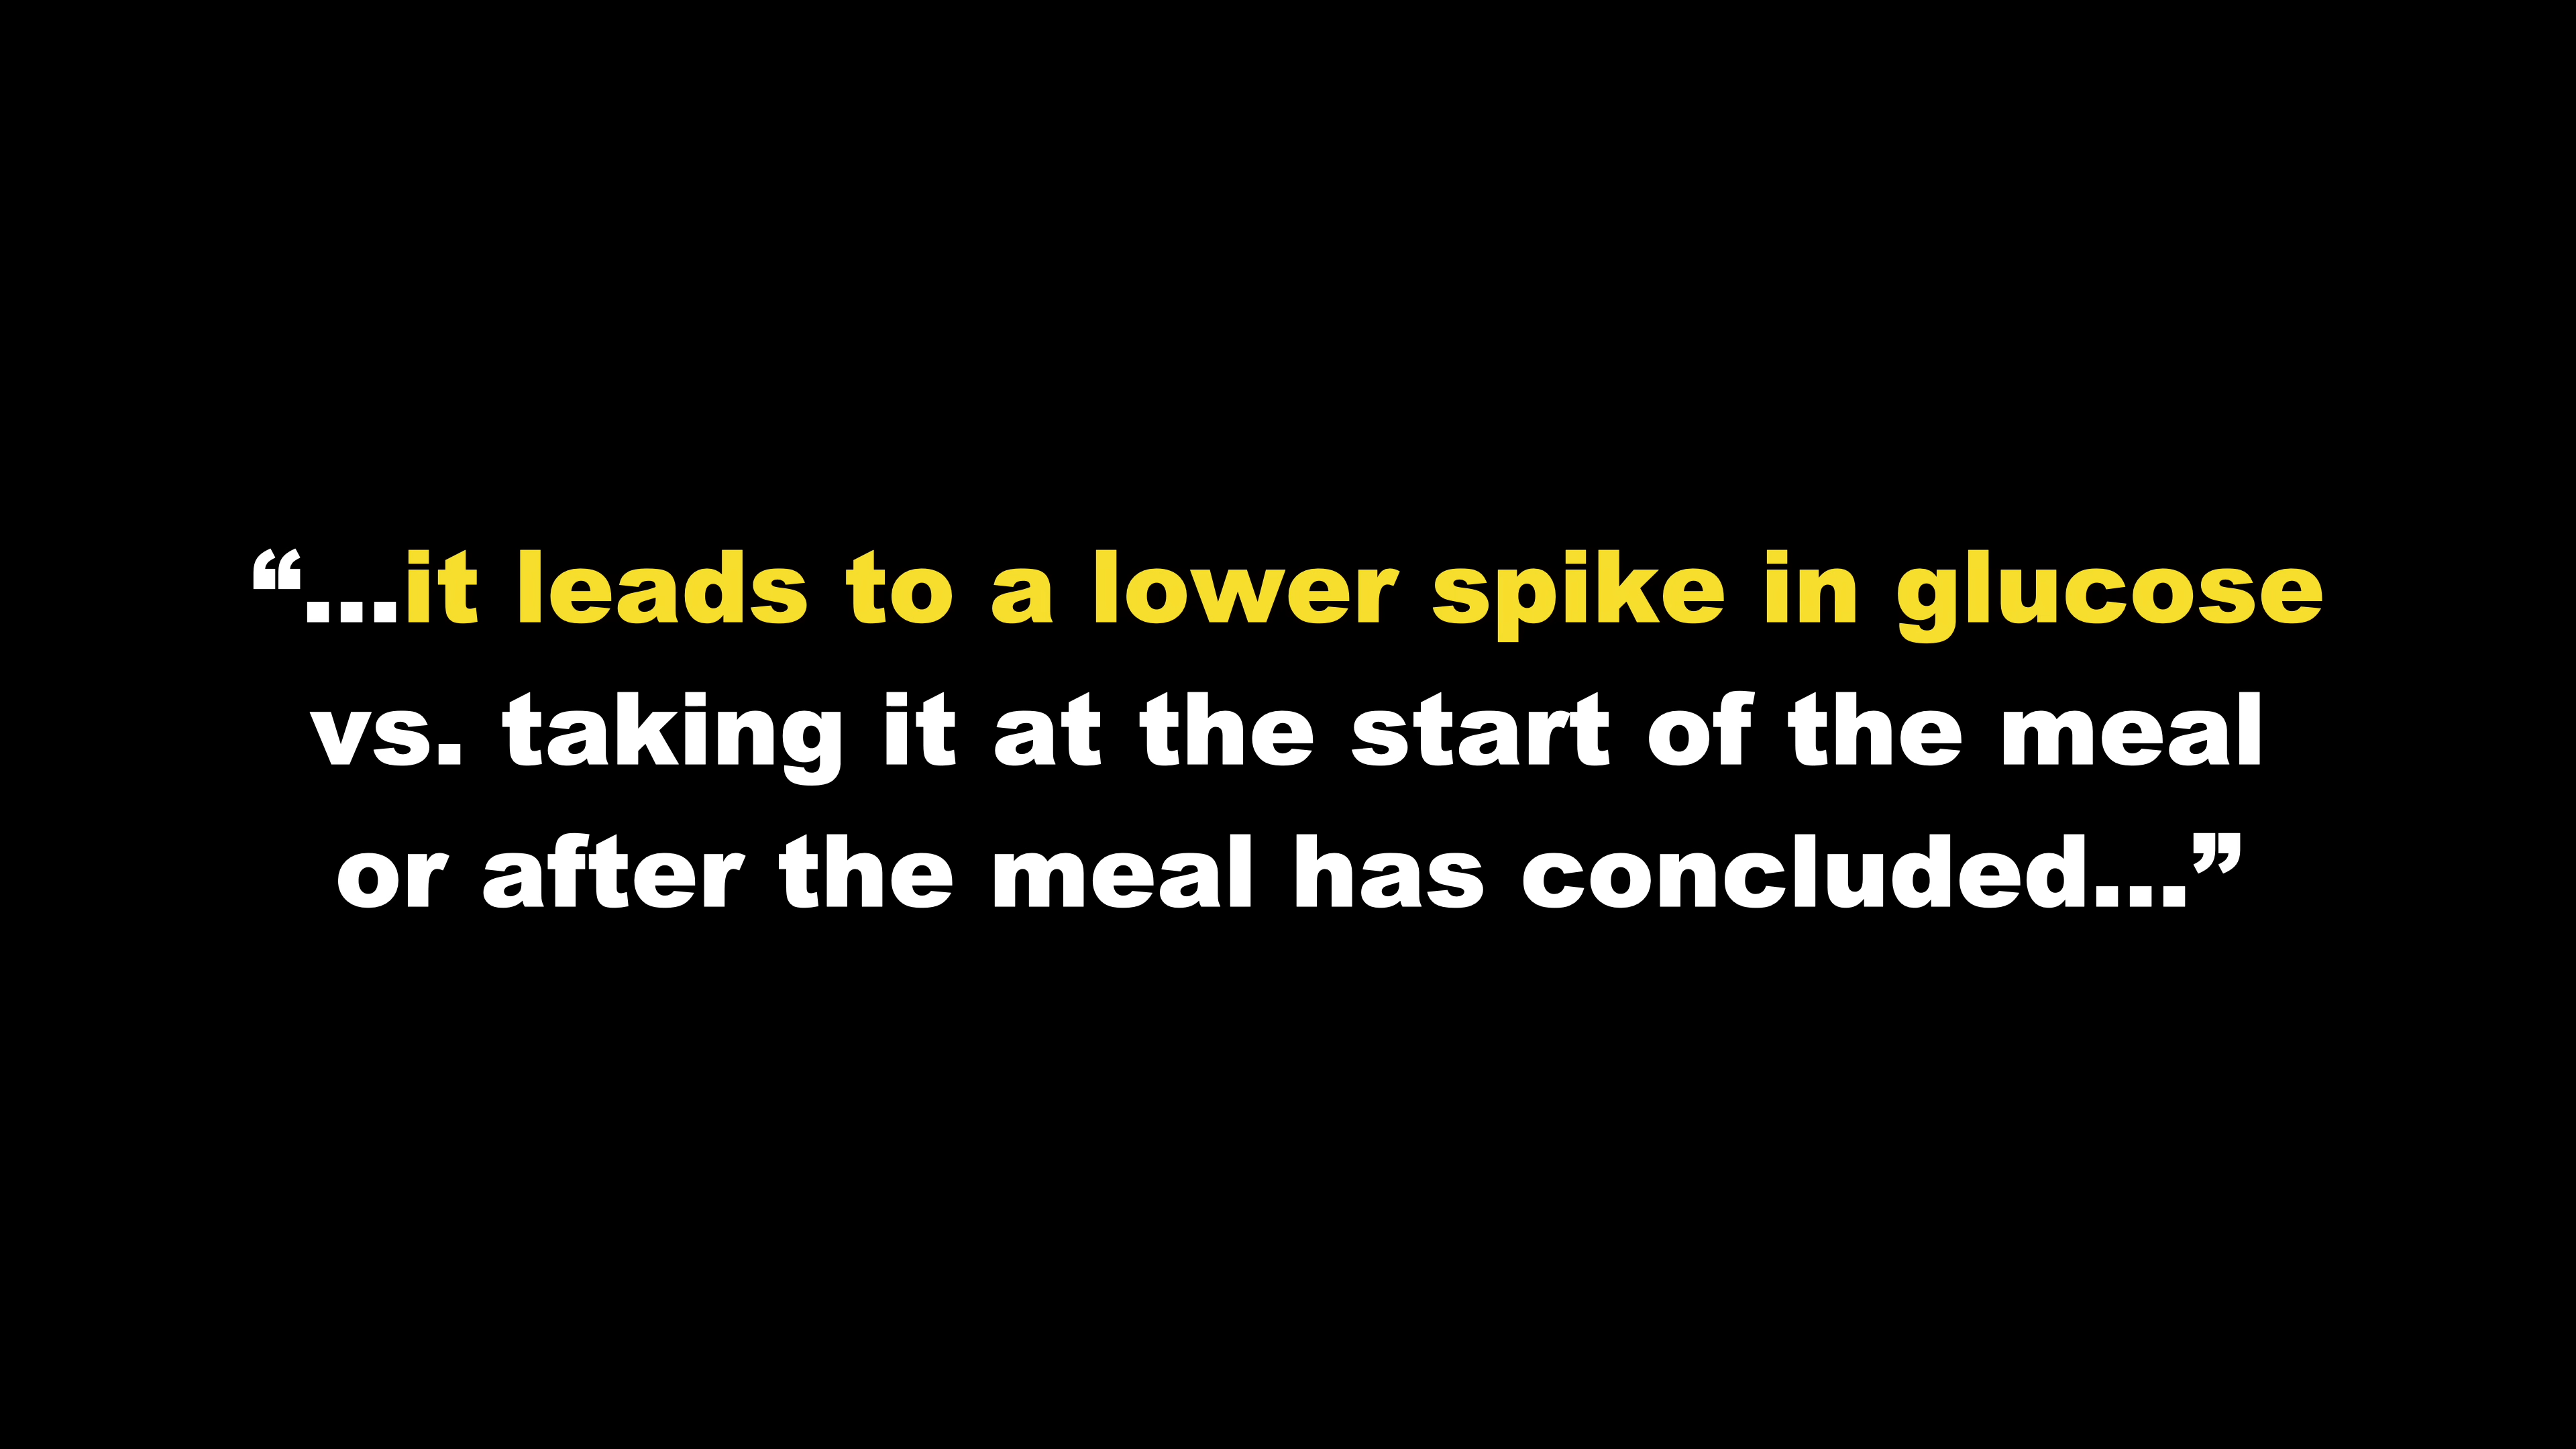 “...it leads to a lower spike in glucose
vs. taking it at the start of the meal
or after the meal has concluded...”